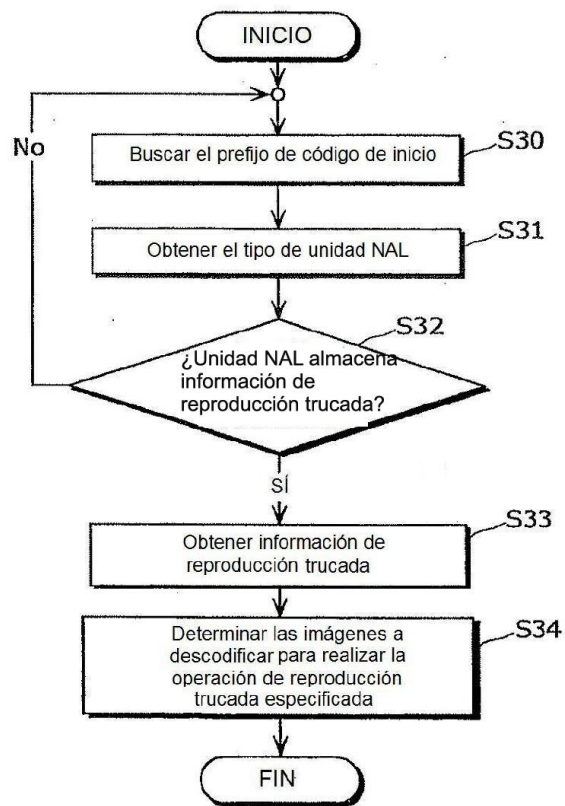 INICIO
No
Buscar el prefijo de código de inicio
S30
Obtener el tipo de unidad NAL
S31
S32
¿Unidad NAL almacena
información de
reproducción trucada?
SÍ
S33
Obtener información de
reproducción trucada
S34
Determinar las imágenes a
descodificar para realizar la
operación de reproducción
trucada especificada
FIN